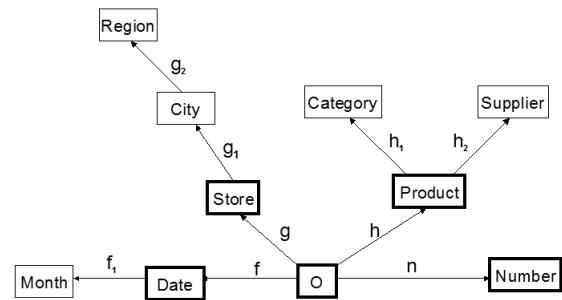 Region
g₂
City
Category
Supplier
g₁
h₁
h₂
Store
Product
g
h
Month
f₁
Date
f
O
n
Number